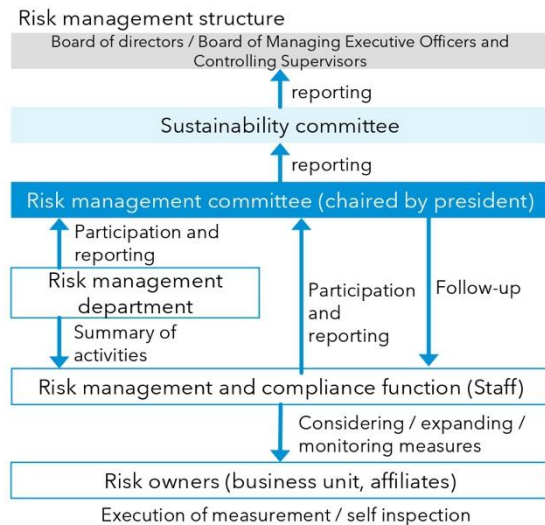 Risk management structure
Board of directors / Board of Managing Executive Officers and
Controlling Supervisors
reporting
Sustainability committee
reporting
Risk management committee (chaired by president)
Participation and
reporting
Risk management
department
Participation
and
reporting
Follow-up
Summary of
activities
Risk management and compliance function (Staff)
Considering / expanding /
monitoring measures
Risk owners (business unit, affiliates)
Execution of measurement / self inspection